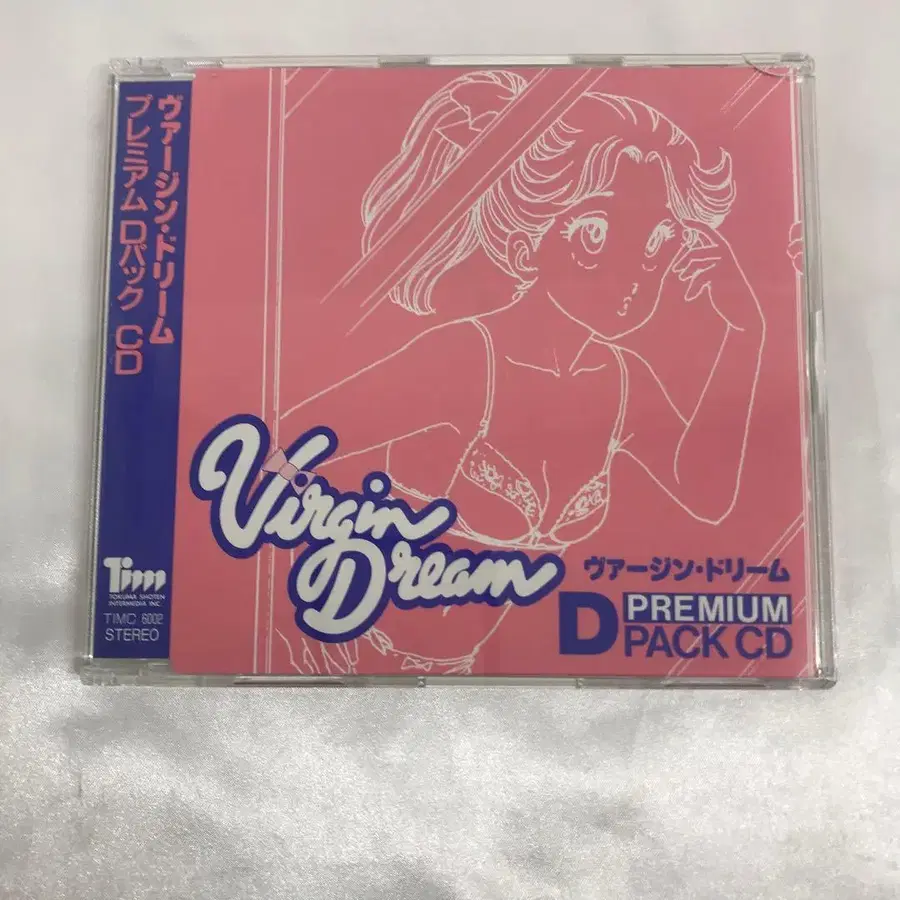 ヴァージン・ドリーム
プレミアム Dパック CD
Tim
TOKUMA SHOTEN
INTERMEDIA INC.
TIMC 6002
STEREO
Virgin
Dream
ヴァージン・ドリーム
D PREMIUM
PACK CD